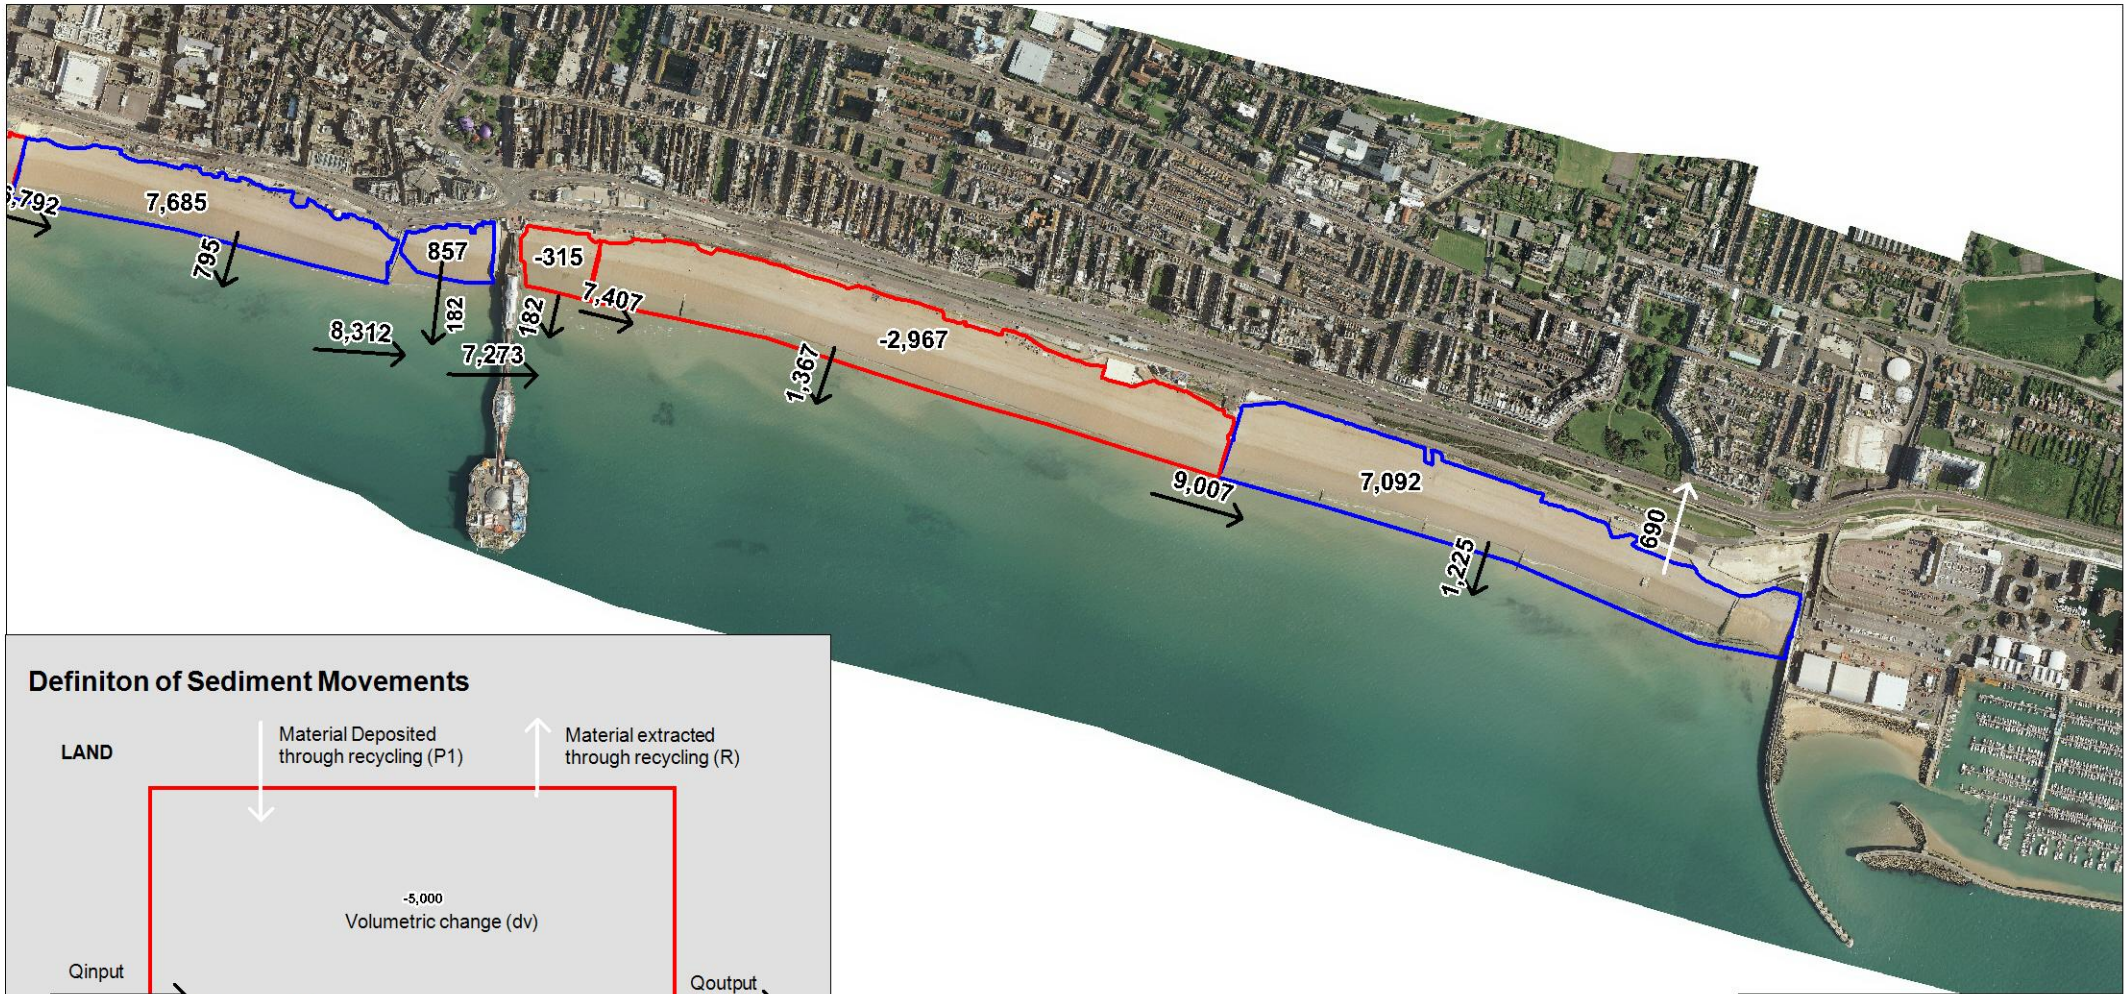 7,685
795
857
182
8,312
7,273
-315
182
7,407
-2,967
1,367
9,007
7,092
1,225
690
Definiton of Sediment Movements
LAND
Material Deposited
through recycling (P1)
Material extracted
through recycling (R)
-5,000
Volumetric change (dv)
Qinput
Qoutput